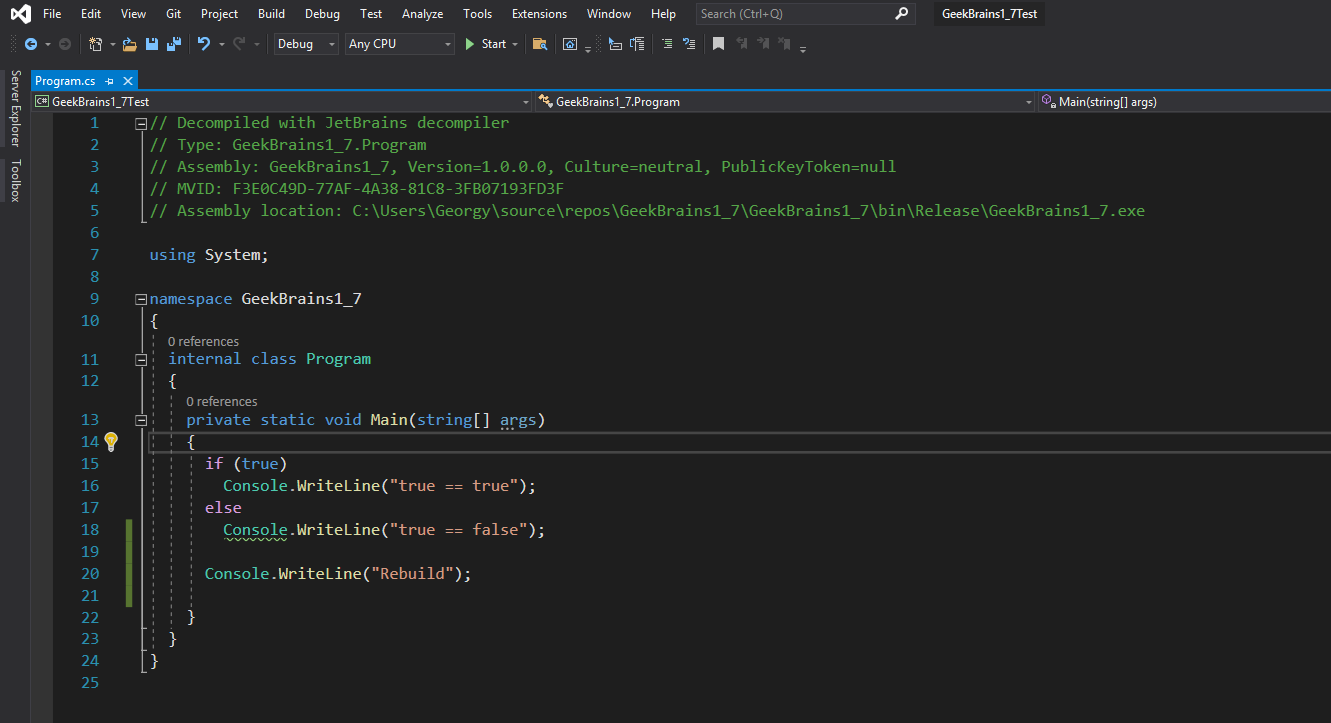 File Edit View Git Project Build Debug Test Analyze Tools Extensions Window Help Search (Ctrl+Q) GeekBrains1_7Test
Debug Any CPU Start
Server Explorer
Toolbox
Program.cs
C# GeekBrains1_7Test GeekBrains1_7.Program Main(string[] args)
1 // Decompiled with JetBrains decompiler
2 // Type: GeekBrains1_7.Program
3 // Assembly: GeekBrains1_7, Version=1.0.0.0, Culture=neutral, PublicKeyToken=null
4 // MVID: F3E0C49D-77AF-4A38-81C8-3FB07193FD3F
5 // Assembly location: C:\Users\Georgy\source\repos\GeekBrains1_7\GeekBrains1_7\bin\Release\GeekBrains1_7.exe
6
7 using System;
8
9 namespace GeekBrains1_7
10 {
0 references
11 internal class Program
12 {
0 references
13 private static void Main(string[] args)
14 {
15 if (true)
16 Console.WriteLine("true == true");
17 else
18 Console.WriteLine("true == false");
19
20 Console.WriteLine("Rebuild");
21
22 }
23 }
24 }
25